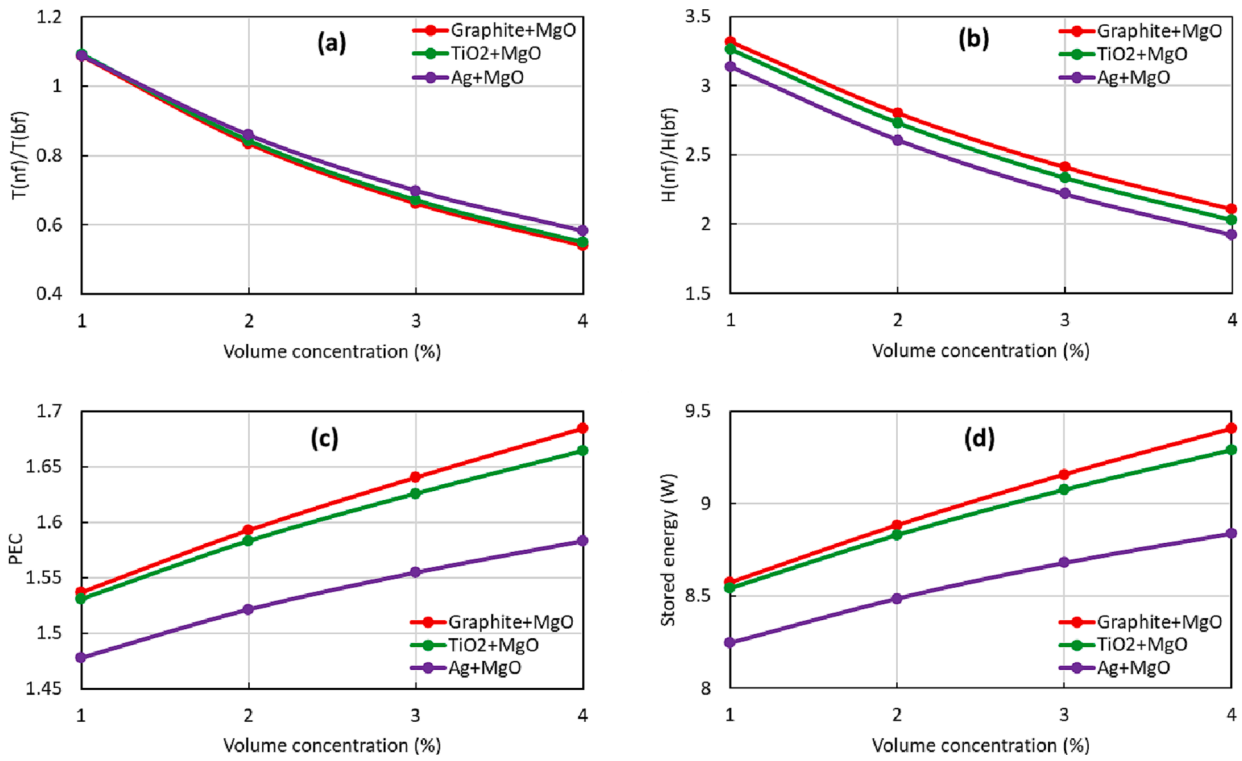 (a)
Graphite+MgO
TiO2+MgO
Ag+MgO
T(nf)/T(bf)
1.2
1
0.8
0.6
0.4
1 2 3 4
Volume concentration (%)
(b)
Graphite+MgO
TiO2+MgO
Ag+MgO
H(nf)/H(bf)
3.5
3
2.5
2
1.5
1 2 3 4
Volume concentration (%)
(c)
PEC
1.7
1.65
1.6
1.55
1.5
1.45
Graphite+MgO
TiO2+MgO
Ag+MgO
1 2 3 4
Volume concentration (%)
(d)
Stored energy (W)
9.5
9
8.5
8
Graphite+MgO
TiO2+MgO
Ag+MgO
1 2 3 4
Volume concentration (%)